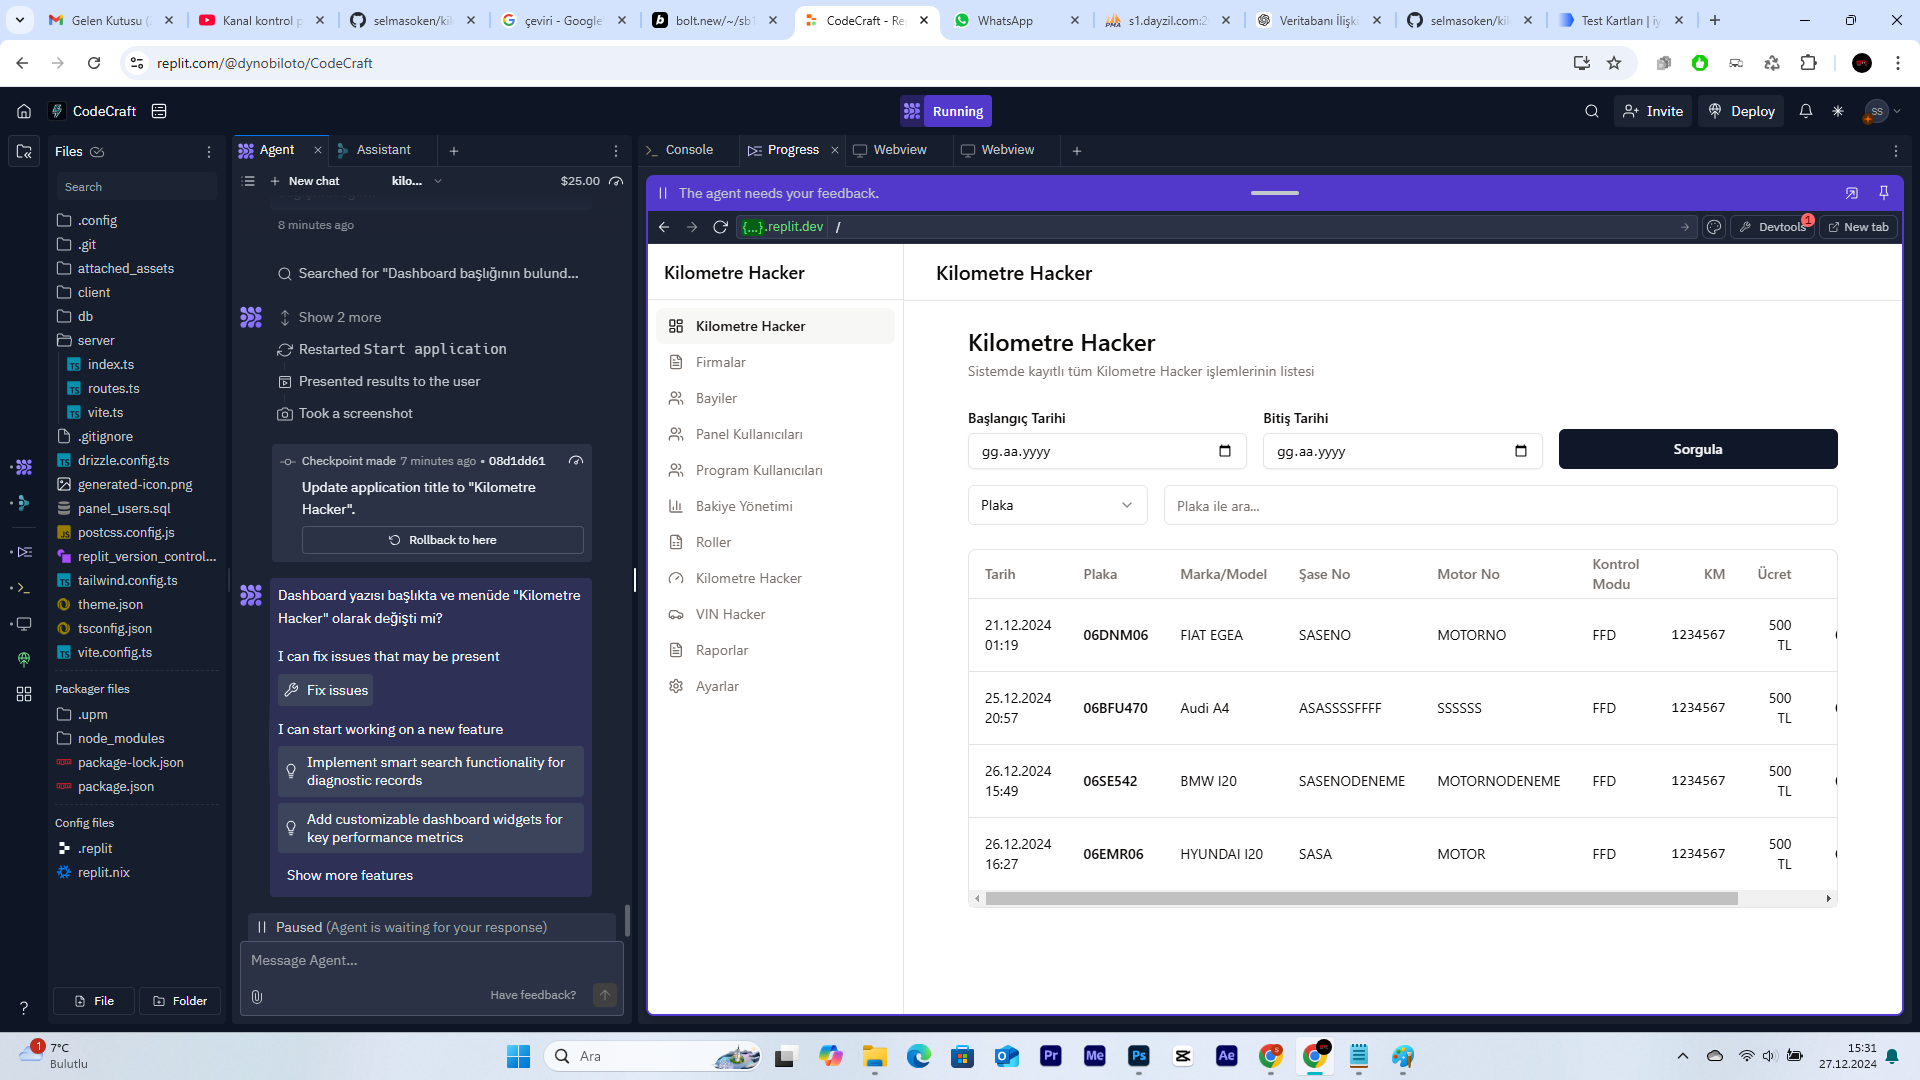 Gelen Kutusu (
Kanal kontrol p
selmasoken/kil
çeviri - Google'
bolt.new/~/sb1
CodeCraft - Re
WhatsApp
s1.dayzil.com:2
Veritabanı İlişki
selmasoken/kil
Test Kartları | iy
replit.com/@dynobiloto/CodeCraft
CodeCraft
Running
Invite
Deploy
SS
Files
Search
.config
.git
attached_assets
client
db
server
index.ts
routes.ts
vite.ts
.gitignore
drizzle.config.ts
generated-icon.png
panel_users.sql
postcss.config.js
replit_version_control...
tailwind.config.ts
theme.json
tsconfig.json
vite.config.ts
Packager files
.upm
node_modules
package-lock.json
package.json
Config files
.replit
replit.nix
File
Folder
Agent
Assistant
New chat
kilo...
$25.00
8 minutes ago
Searched for "Dashboard başlığının bulund...
Show 2 more
Restarted Start application
Presented results to the user
Took a screenshot
Checkpoint made 7 minutes ago • 08d1dd61
Update application title to "Kilometre
Hacker".
Rollback to here
Dashboard yazısı başlıkta ve menüde "Kilometre
Hacker" olarak değişti mi?
I can fix issues that may be present
Fix issues
I can start working on a new feature
Implement smart search functionality for
diagnostic records
Add customizable dashboard widgets for
key performance metrics
Show more features
Paused (Agent is waiting for your response)
Message Agent...
Have feedback?
Console
Progress
Webview
Webview
The agent needs your feedback.
{...}.replit.dev /
Devtools
1
New tab
Kilometre Hacker
Kilometre Hacker
Firmalar
Bayiler
Panel Kullanıcıları
Program Kullanıcıları
Bakiye Yönetimi
Roller
Kilometre Hacker
VIN Hacker
Raporlar
Ayarlar
Kilometre Hacker
Kilometre Hacker
Sistemde kayıtlı tüm Kilometre Hacker işlemlerinin listesi
Başlangıç Tarihi
Bitiş Tarihi
gg.aa.yyyy
gg.aa.yyyy
Sorgula
Plaka
Plaka ile ara...
Tarih Plaka Marka/Model Şase No Motor No Kontrol Modu KM Ücret
21.12.2024 01:19 06DNM06 FIAT EGEA SASENO MOTORNO FFD 1234567 500 TL
25.12.2024 20:57 06BFU470 Audi A4 ASASSSSFFFF SSSSSS FFD 1234567 500 TL
26.12.2024 15:49 06SE542 BMW I20 SASENODENEME MOTORNODENEME FFD 1234567 500 TL
26.12.2024 16:27 06EMR06 HYUNDAI I20 SASA MOTOR FFD 1234567 500 TL
1
7°C
Bulutlu
Ara
Pr
Me
Ps
Ae
15:31
27.12.2024